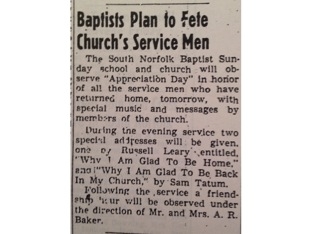 Baptists Plan to Fete
Church's Service Men
The South Norfolk Baptist Sun-
day school and church will ob-
serve "Appreciation Day" in honor
of all the service men who have
returned home, tomorrow, with
special music and messages by
members of the church.
During the evening service two
special addresses will be given,
one by Russell Leary entitled,
"Why I Am Glad To Be Home,"
and "Why I Am Glad To Be Back
In My Church," by Sam Tatum.
Following the service a friend-
ship hour will be observed under
the direction of Mr. and Mrs. A. R.
Baker.